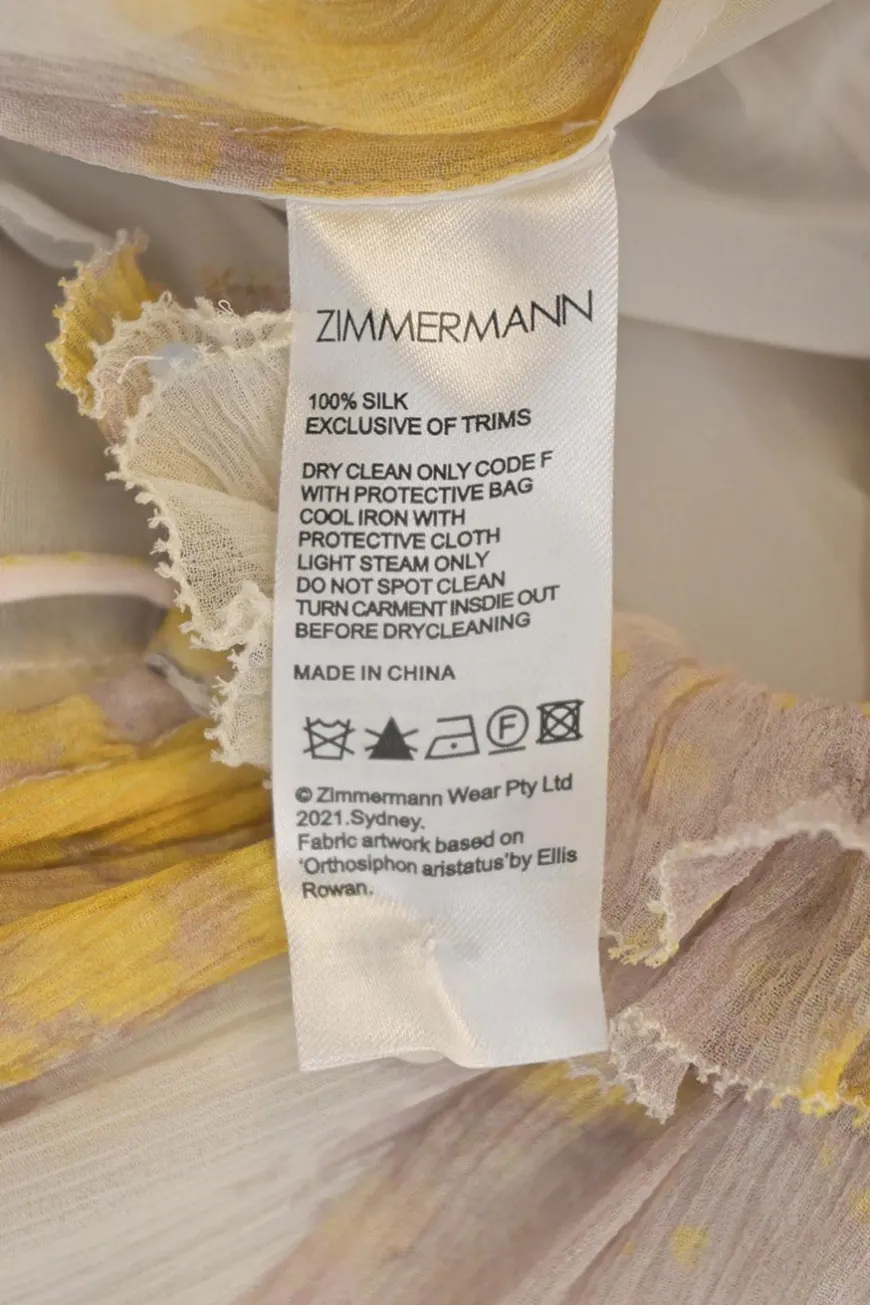 ZIMMERMANN
100% SILK
EXCLUSIVE OF TRIMS
DRY CLEAN ONLY CODE F
WITH PROTECTIVE BAG
COOL IRON WITH
PROTECTIVE CLOTH
LIGHT STEAM ONLY
DO NOT SPOT CLEAN
TURN CARMENT INSDIE OUT
BEFORE DRYCLEANING
MADE IN CHINA
F
© Zimmermann Wear Pty Ltd
2021.Sydney.
Fabric artwork based on
‘Orthosiphon aristatus’by Ellis
Rowan.